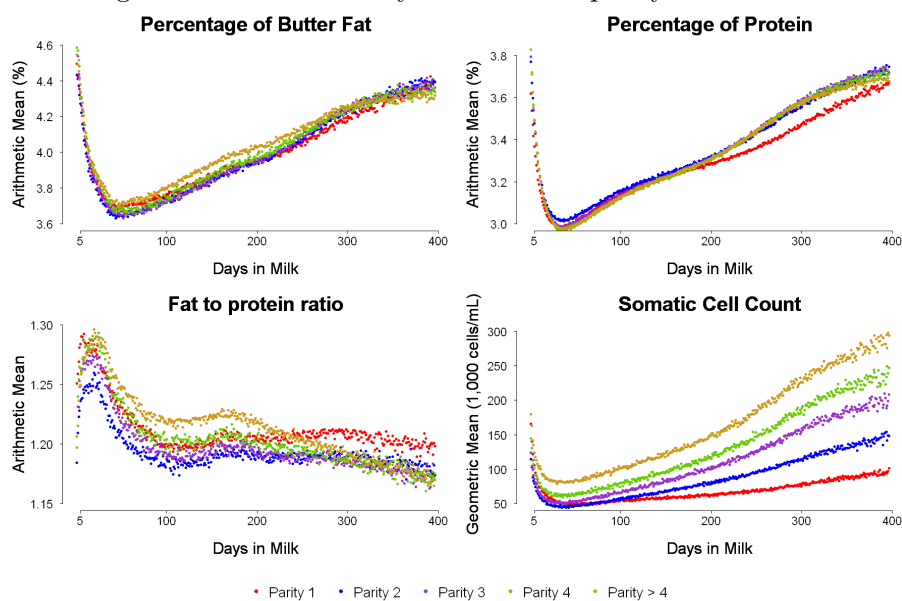 Percentage of Butter Fat
Arithmetic Mean (%)
4.6
4.4
4.2
4.0
3.8
3.6
5 100 200 300 400
Days in Milk
Percentage of Protein
Arithmetic Mean (%)
3.8
3.6
3.4
3.2
3.0
5 100 200 300 400
Days in Milk
Fat to protein ratio
Arithmetic Mean
1.30
1.25
1.20
1.15
5 100 200 300 400
Days in Milk
Somatic Cell Count
Geometric Mean (1,000 cells/mL)
300
250
200
150
100
50
5 100 200 300 400
Days in Milk
Parity 1 Parity 2 Parity 3 Parity 4 Parity > 4